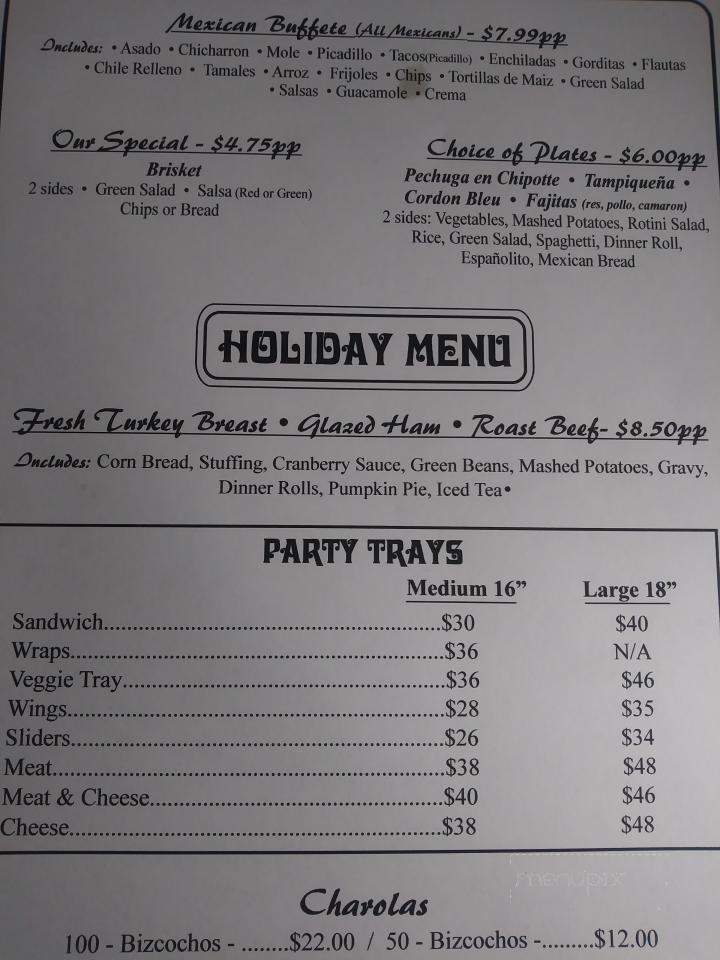 Mexican Buffete (All Mexicans) - $7.99pp
Includes: • Asado • Chicharron • Mole • Picadillo • Tacos(Picadillo) • Enchiladas • Gorditas • Flautas
• Chile Relleno • Tamales • Arroz • Frijoles • Chips • Tortillas de Maiz • Green Salad
• Salsas • Guacamole • Crema
Our Special - $4.75pp
Brisket
2 sides • Green Salad • Salsa (Red or Green)
Chips or Bread
Choice of Plates - $6.00pp
Pechuga en Chipotte • Tampiqueña •
Cordon Bleu • Fajitas (res, pollo, camaron)
2 sides: Vegetables, Mashed Potatoes, Rotini Salad,
Rice, Green Salad, Spaghetti, Dinner Roll,
Españolito, Mexican Bread
HOLIDAY MENU
Fresh Turkey Breast • Glazed Ham • Roast Beef- $8.50pp
Includes: Corn Bread, Stuffing, Cranberry Sauce, Green Beans, Mashed Potatoes, Gravy,
Dinner Rolls, Pumpkin Pie, Iced Tea•
PARTY TRAYS
Medium 16” Large 18”
Sandwich..........................................................$30 $40
Wraps................................................................$36 N/A
Veggie Tray.......................................................$36 $46
Wings.................................................................$28 $35
Sliders................................................................$26 $34
Meat...................................................................$38 $48
Meat & Cheese..................................................$40 $46
Cheese................................................................$38 $48
menupix
Charolas
100 - Bizcochos - ........$22.00 / 50 - Bizcochos -.........$12.00